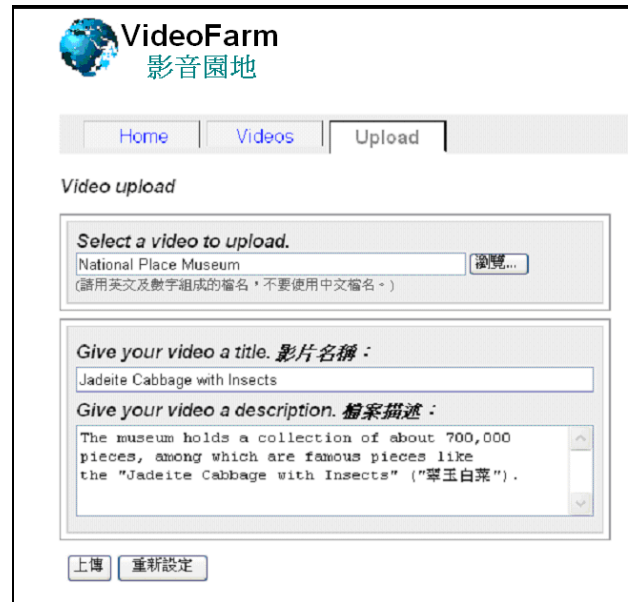 VideoFarm
影音園地
Home Videos Upload
Video upload
Select a video to upload.
National Place Museum 瀏覽...
(請用英文及數字組成的檔名，不要使用中文檔名。)
Give your video a title. 影片名稱：
Jadeite Cabbage with Insects
Give your video a description. 檔案描述：
The museum holds a collection of about 700,000
pieces, among which are famous pieces like
the "Jadeite Cabbage with Insects" ("翠玉白菜").
上傳 重新設定